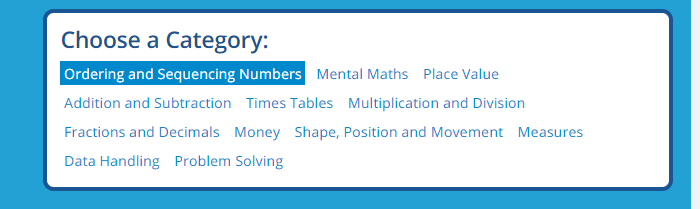 Choose a Category:
Ordering and Sequencing Numbers Mental Maths Place Value
Addition and Subtraction Times Tables Multiplication and Division
Fractions and Decimals Money Shape, Position and Movement Measures
Data Handling Problem Solving